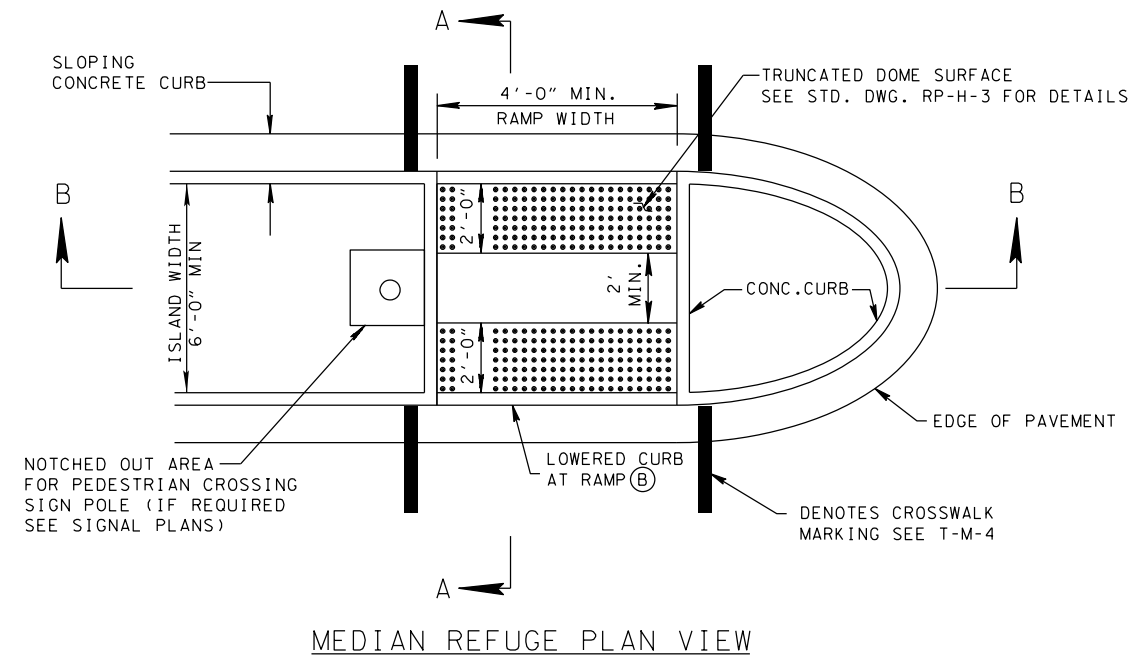 A
SLOPING
CONCRETE CURB
4'-0" MIN.
RAMP WIDTH
TRUNCATED DOME SURFACE
SEE STD. DWG. RP-H-3 FOR DETAILS
B
B
ISLAND WIDTH
6'-0" MIN
2'-0"
2'
MIN.
CONC.CURB
2'-0"
EDGE OF PAVEMENT
NOTCHED OUT AREA
FOR PEDESTRIAN CROSSING
SIGN POLE (IF REQUIRED
SEE SIGNAL PLANS)
LOWERED CURB
AT RAMP B
DENOTES CROSSWALK
MARKING SEE T-M-4
A
MEDIAN REFUGE PLAN VIEW